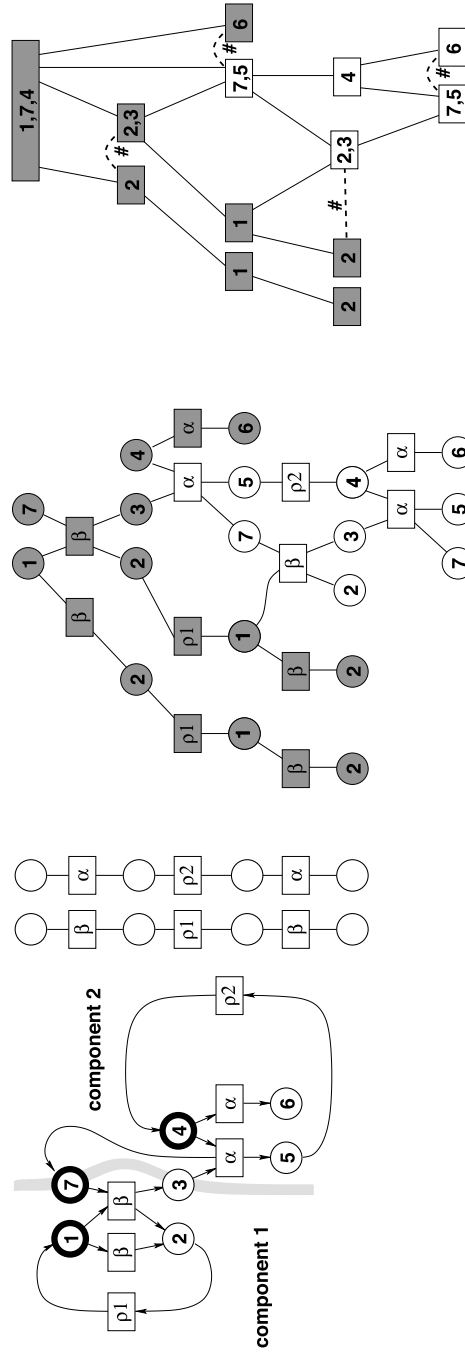 component 2
1 7
ρ1 β β
2 3 4
α α
component 1
5 6
ρ2
β α
ρ1 ρ2
β α
1 7
β β
2 2 3 4
ρ1 ρ1 α α
1 1 7 5 6
β β β ρ2
2 2 2 3 4
α α
7 5 6
1,7,4
2 # 2,3
1 1 7,5 # 6
2 2 # 2,3 4
7,5 # 6